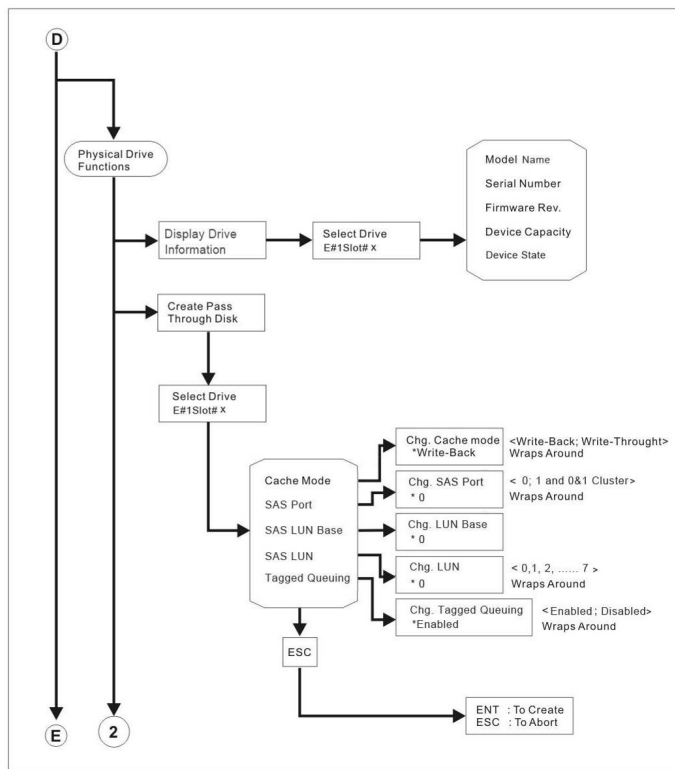 D
Physical Drive
Functions
Display Drive
Information
Select Drive
E#1Slot# x
Model Name
Serial Number
Firmware Rev.
Device Capacity
Device State
Create Pass
Through Disk
Select Drive
E#1Slot# x
Cache Mode
SAS Port
SAS LUN Base
SAS LUN
Tagged Queuing
Chg. Cache mode
*Write-Back
<Write-Back; Write-Throught>
Wraps Around
Chg. SAS Port
* 0
< 0; 1 and 0&1 Cluster>
Wraps Around
Chg. LUN Base
* 0
Chg. LUN
* 0
< 0,1, 2, ...... 7 >
Wraps Around
Chg. Tagged Queuing
*Enabled
<Enabled; Disabled>
Wraps Around
ESC
ENT : To Create
ESC : To Abort
E
2